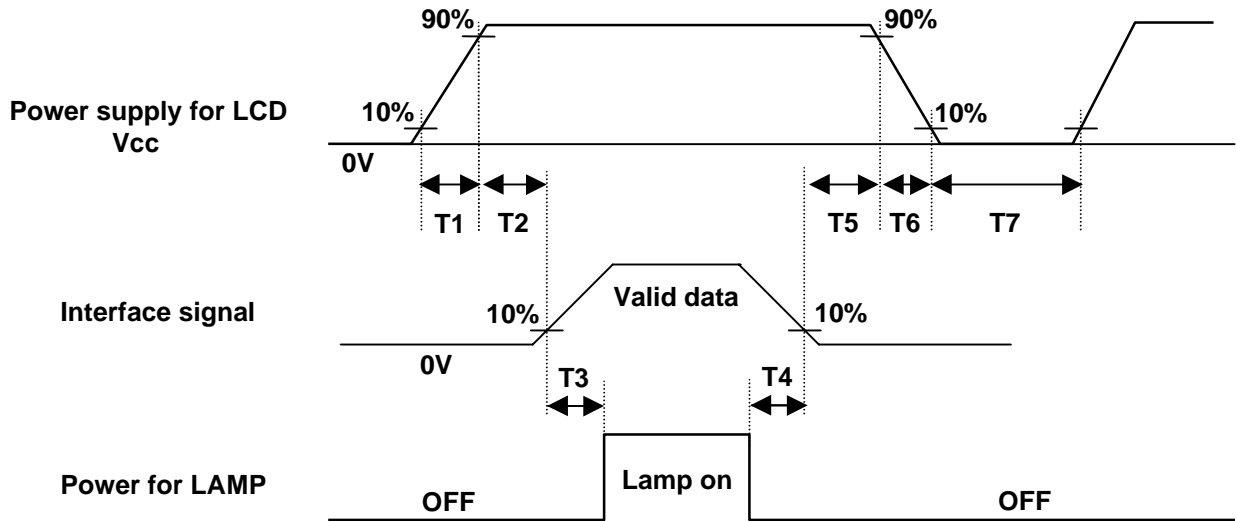 90%
90%
Power supply for LCD
Vcc
10%
10%
0V
T1
T2
T5
T6
T7
Interface signal
Valid data
10%
10%
0V
T3
T4
Power for LAMP
Lamp on
OFF
OFF